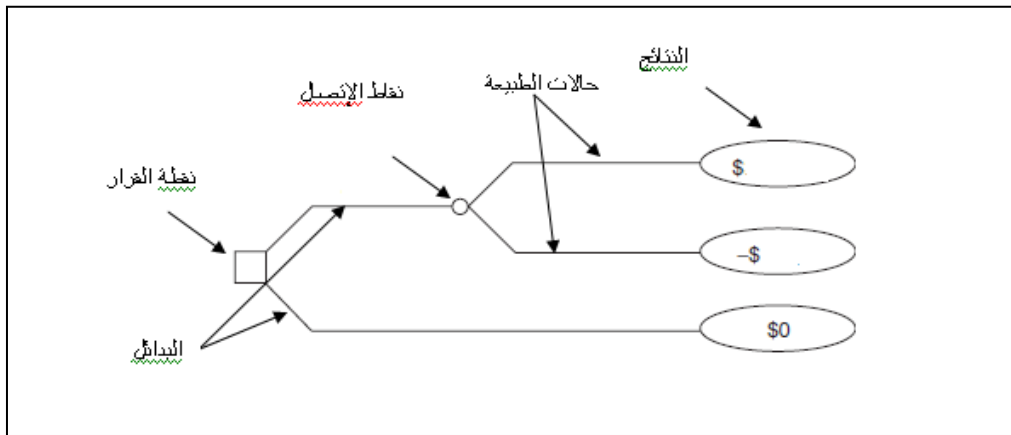 النتائج
حالات الطبيعة
نقاط الإتصال
$
نقطة القرار
–$
$0
البدائل